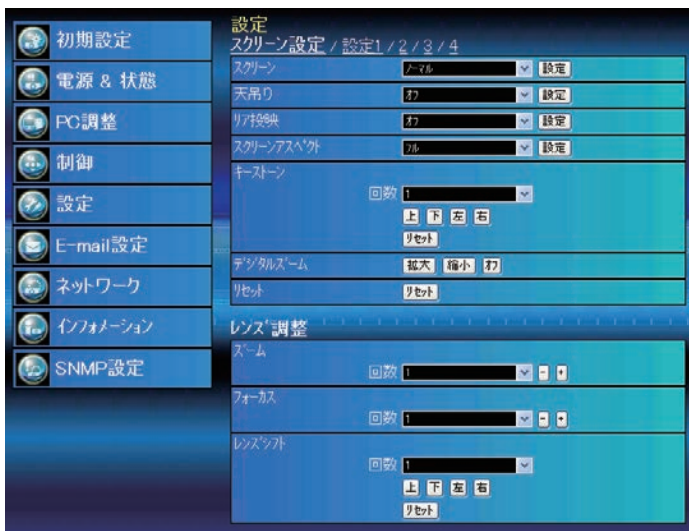 初期設定
電源 & 状態
PC調整
制御
設定
E-mail設定
ネットワーク
インフォメーション
SNMP設定
設定
スクリーン設定 / 設定1 / 2 / 3 / 4
スクリーン ノーマル 設定
天吊り オフ 設定
リア投映 オフ 設定
スクリーンアスペクト フル 設定
キーストーン
回数 1
上 下 左 右
リセット
デジタルズーム 拡大 縮小 オフ
リセット リセット
レンズ調整
ズーム
回数 1 - +
フォーカス
回数 1 - +
レンズシフト
回数 1
上 下 左 右
リセット